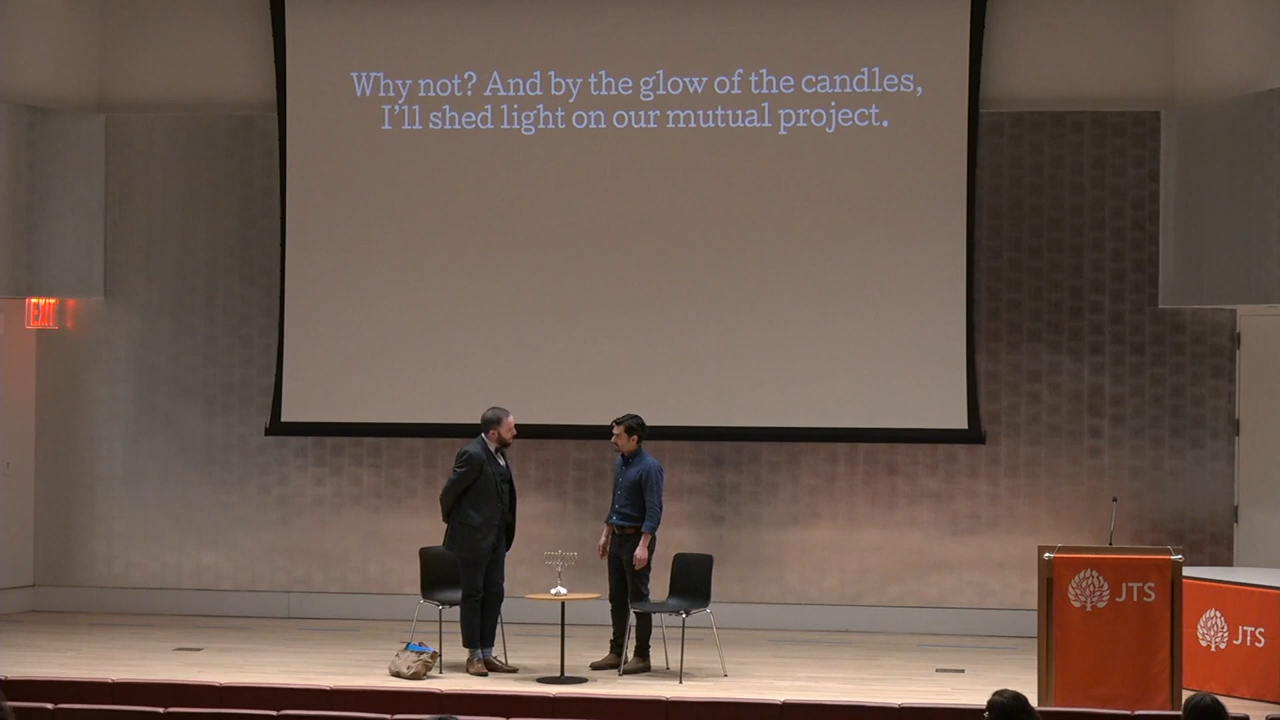 Why not? And by the glow of the candles,
I'll shed light on our mutual project.
EXIT
JTS
JTS